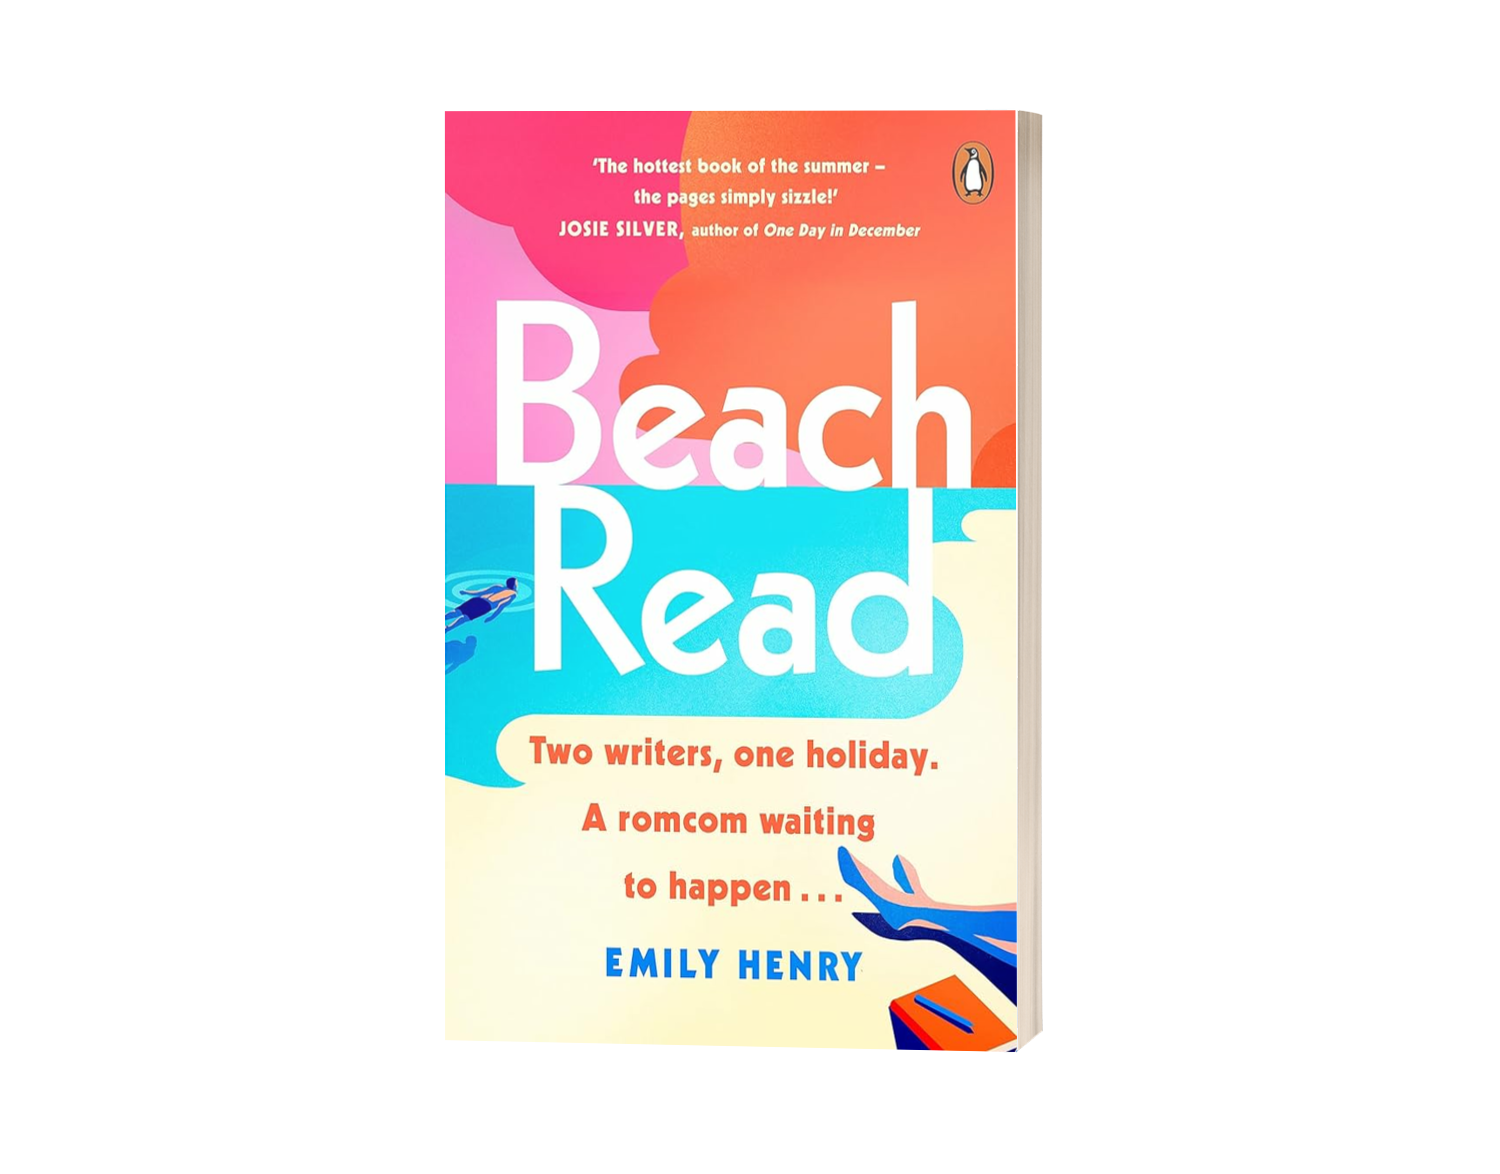 'The hottest book of the summer –
the pages simply sizzle!'
JOSIE SILVER, author of One Day in December
Beach
Read
Two writers, one holiday.
A romcom waiting
to happen . . .
EMILY HENRY